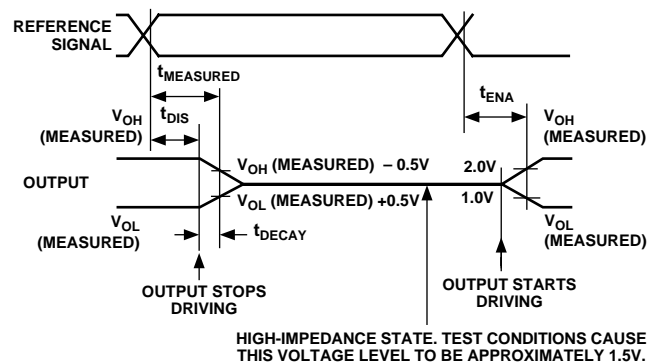 REFERENCE
SIGNAL
tMEASURED
tDIS
tENA
VOH
(MEASURED)
VOH
(MEASURED)
VOH (MEASURED) – 0.5V
2.0V
OUTPUT
VOL (MEASURED) +0.5V
1.0V
VOL
(MEASURED)
VOL
(MEASURED)
tDECAY
OUTPUT STOPS
DRIVING
OUTPUT STARTS
DRIVING
HIGH-IMPEDANCE STATE. TEST CONDITIONS CAUSE
THIS VOLTAGE LEVEL TO BE APPROXIMATELY 1.5V.